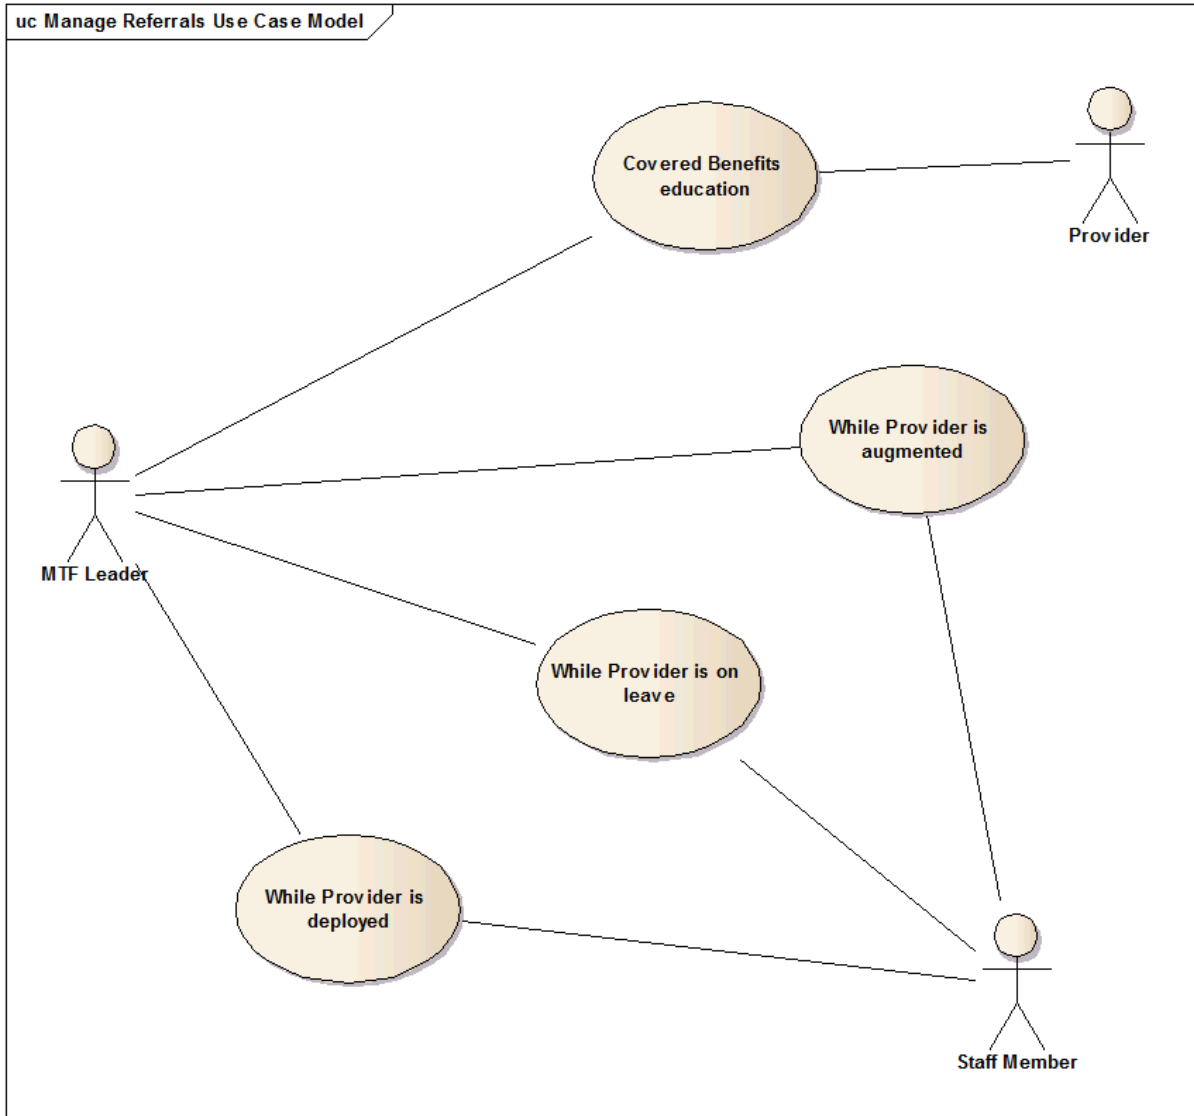 uc Manage Referrals Use Case Model
Covered Benefits
education
Provider
While Provider is
augmented
MTF Leader
While Provider is on
leave
While Provider is
deployed
Staff Member